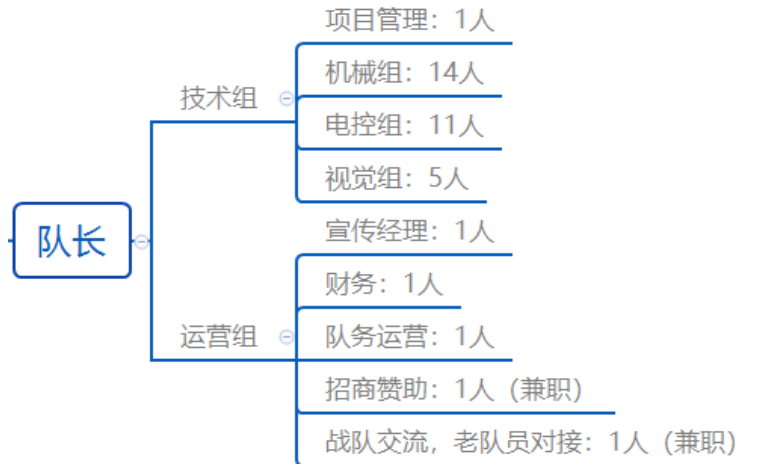 队长
技术组
项目管理：1人
机械组：14人
电控组：11人
视觉组：5人
运营组
宣传经理：1人
财务：1人
队务运营：1人
招商赞助：1人（兼职）
战队交流，老队员对接：1人（兼职）